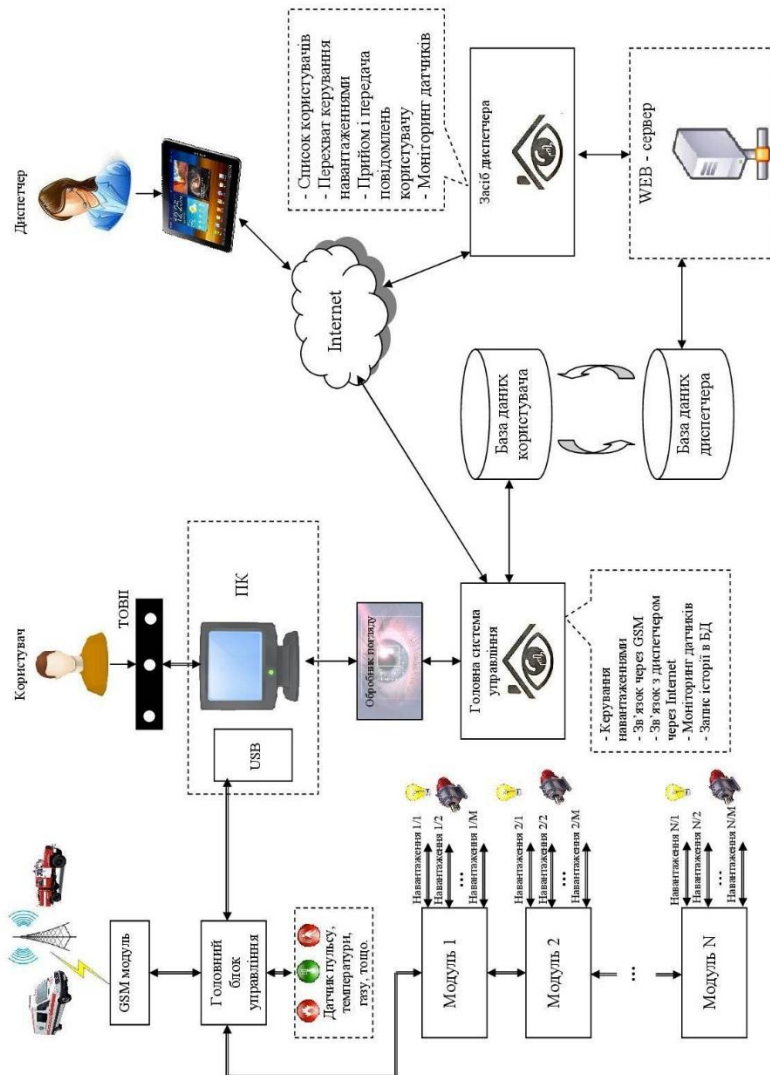 Диспетчер
Користувач
ТОВІІ
ПК
USB
GSM модуль
Головний
блок
управління
Датчик пульсу,
температури,
газу, тощо.
Обробник погляду
Головна система
управління
- Керування
навантаженнями
- Зв'язок через GSM
- Зв'язок з диспетчером
через Internet
- Моніторинг датчиків
- Запис історії в БД
Internet
- Список користувачів
- Перехват керування
навантаженнями
- Прийом і передача
повідомлень
користувачу
- Моніторинг датчиків
Засіб диспетчера
WEB - сервер
База даних
користувача
База даних
диспетчера
Модуль 1
Навантаження 1/1
Навантаження 1/2
...
Навантаження 1/M
Модуль 2
Навантаження 2/1
Навантаження 2/2
...
Навантаження 2/M
...
Модуль N
Навантаження N/1
Навантаження N/2
...
Навантаження N/M
12:25